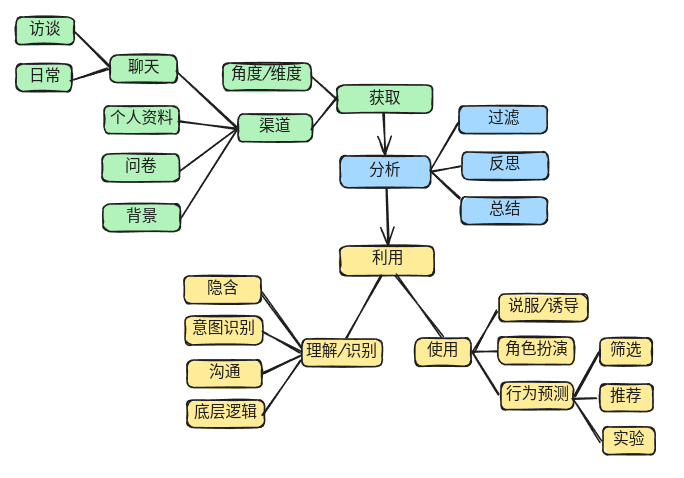 访谈
日常
聊天
个人资料
问卷
背景
角度/维度
渠道
获取
过滤
分析
反思
总结
利用
隐含
意图识别
沟通
底层逻辑
理解/识别
使用
说服/诱导
角色扮演
行为预测
筛选
推荐
实验